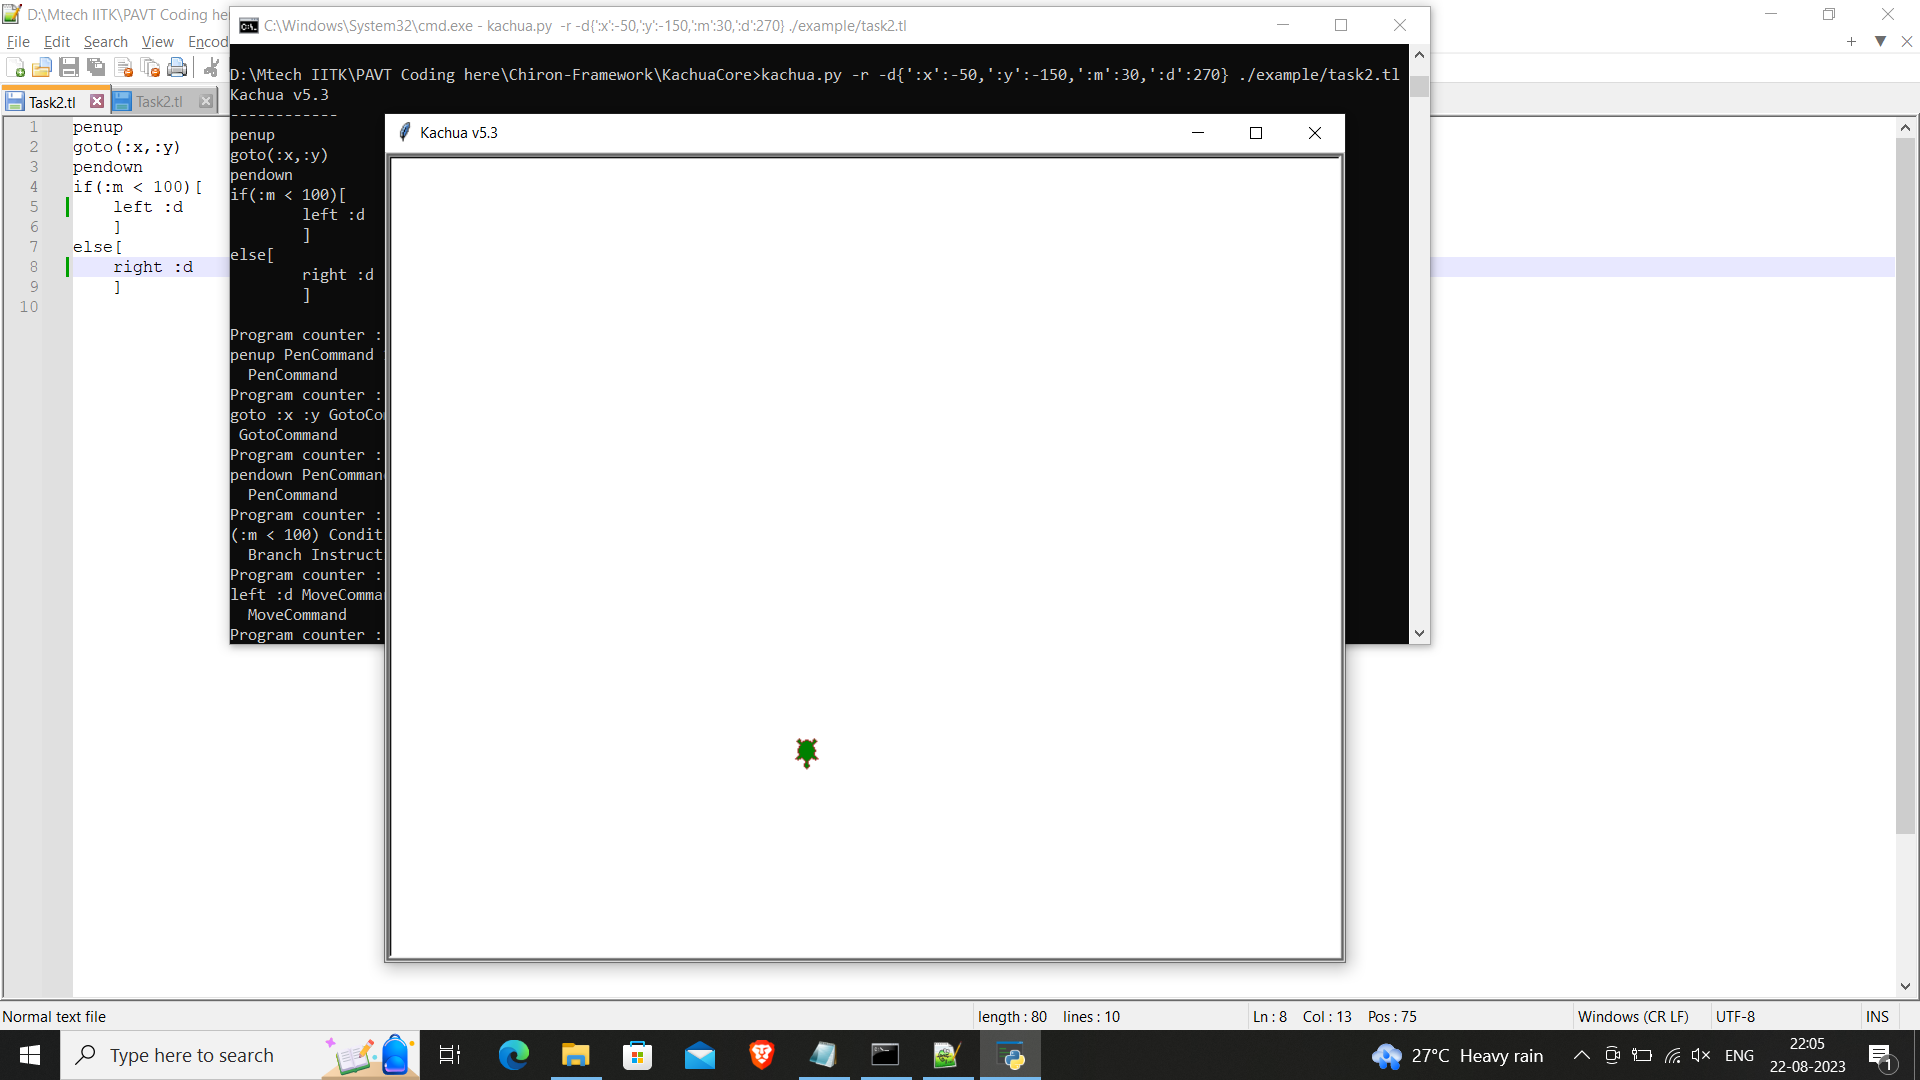 D:\Mtech IITK\PAVT Coding he
File Edit Search View Encod
Task2.tl
Task2.tl
1 penup
2 goto(:x,:y)
3 pendown
4 if(:m < 100)[
5 left :d
6 ]
7 else[
8 right :d
9 ]
10
C:\Windows\System32\cmd.exe - kachua.py -r -d{':x':-50,':y':-150,':m':30,':d':270} ./example/task2.tl
D:\Mtech IITK\PAVT Coding here\Chiron-Framework\KachuaCore>kachua.py -r -d{':x':-50,':y':-150,':m':30,':d':270} ./example/task2.tl
Kachua v5.3
------------
penup
goto(:x,:y)
pendown
if(:m < 100)[
left :d
]
else[
right :d
]
Program counter :
penup PenCommand
PenCommand
Program counter :
goto :x :y GotoCo
GotoCommand
Program counter :
pendown PenComman
PenCommand
Program counter :
(:m < 100) Condit
Branch Instruct
Program counter :
left :d MoveComma
MoveCommand
Program counter :
Kachua v5.3
Normal text file
length : 80 lines : 10
Ln : 8 Col : 13 Pos : 75
Windows (CR LF)
UTF-8
INS
Type here to search
27°C Heavy rain
ENG
22:05
22-08-2023
1